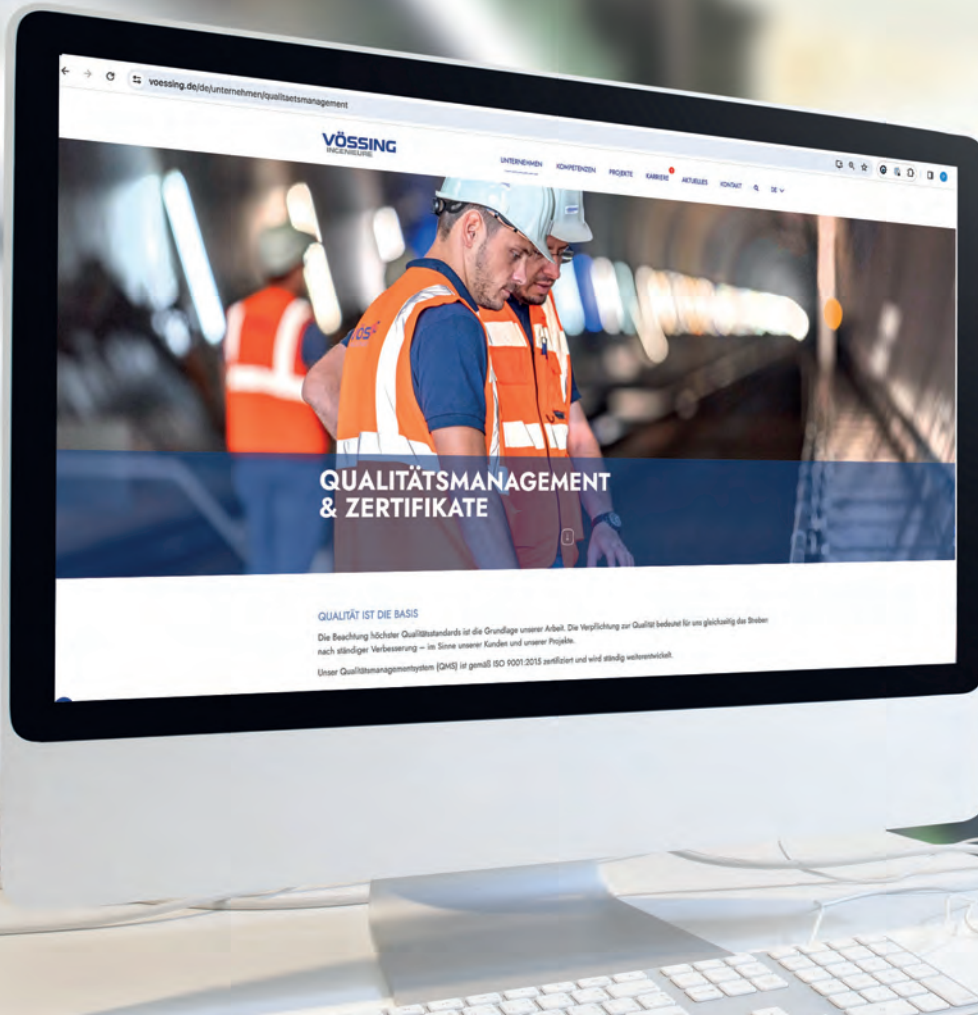 voessing.de/de/unternehmen/qualitaetsmanagement
VÖSSING
INGENIEURE
UNTERNEHMEN KOMPETENZEN PROJEKTE KARRIERE AKTUELLES KONTAKT DE
QUALITÄTSMANAGEMENT
& ZERTIFIKATE
QUALITÄT IST DIE BASIS
Die Beachtung höchster Qualitätsstandards ist die Grundlage unserer Arbeit. Die Verpflichtung zur Qualität bedeutet für uns gleichzeitig das Streben
nach ständiger Verbesserung – im Sinne unserer Kunden und unserer Projekte.
Unser Qualitätsmanagementsystem (QMS) ist gemäß ISO 9001:2015 zertifiziert und wird ständig weiterentwickelt.